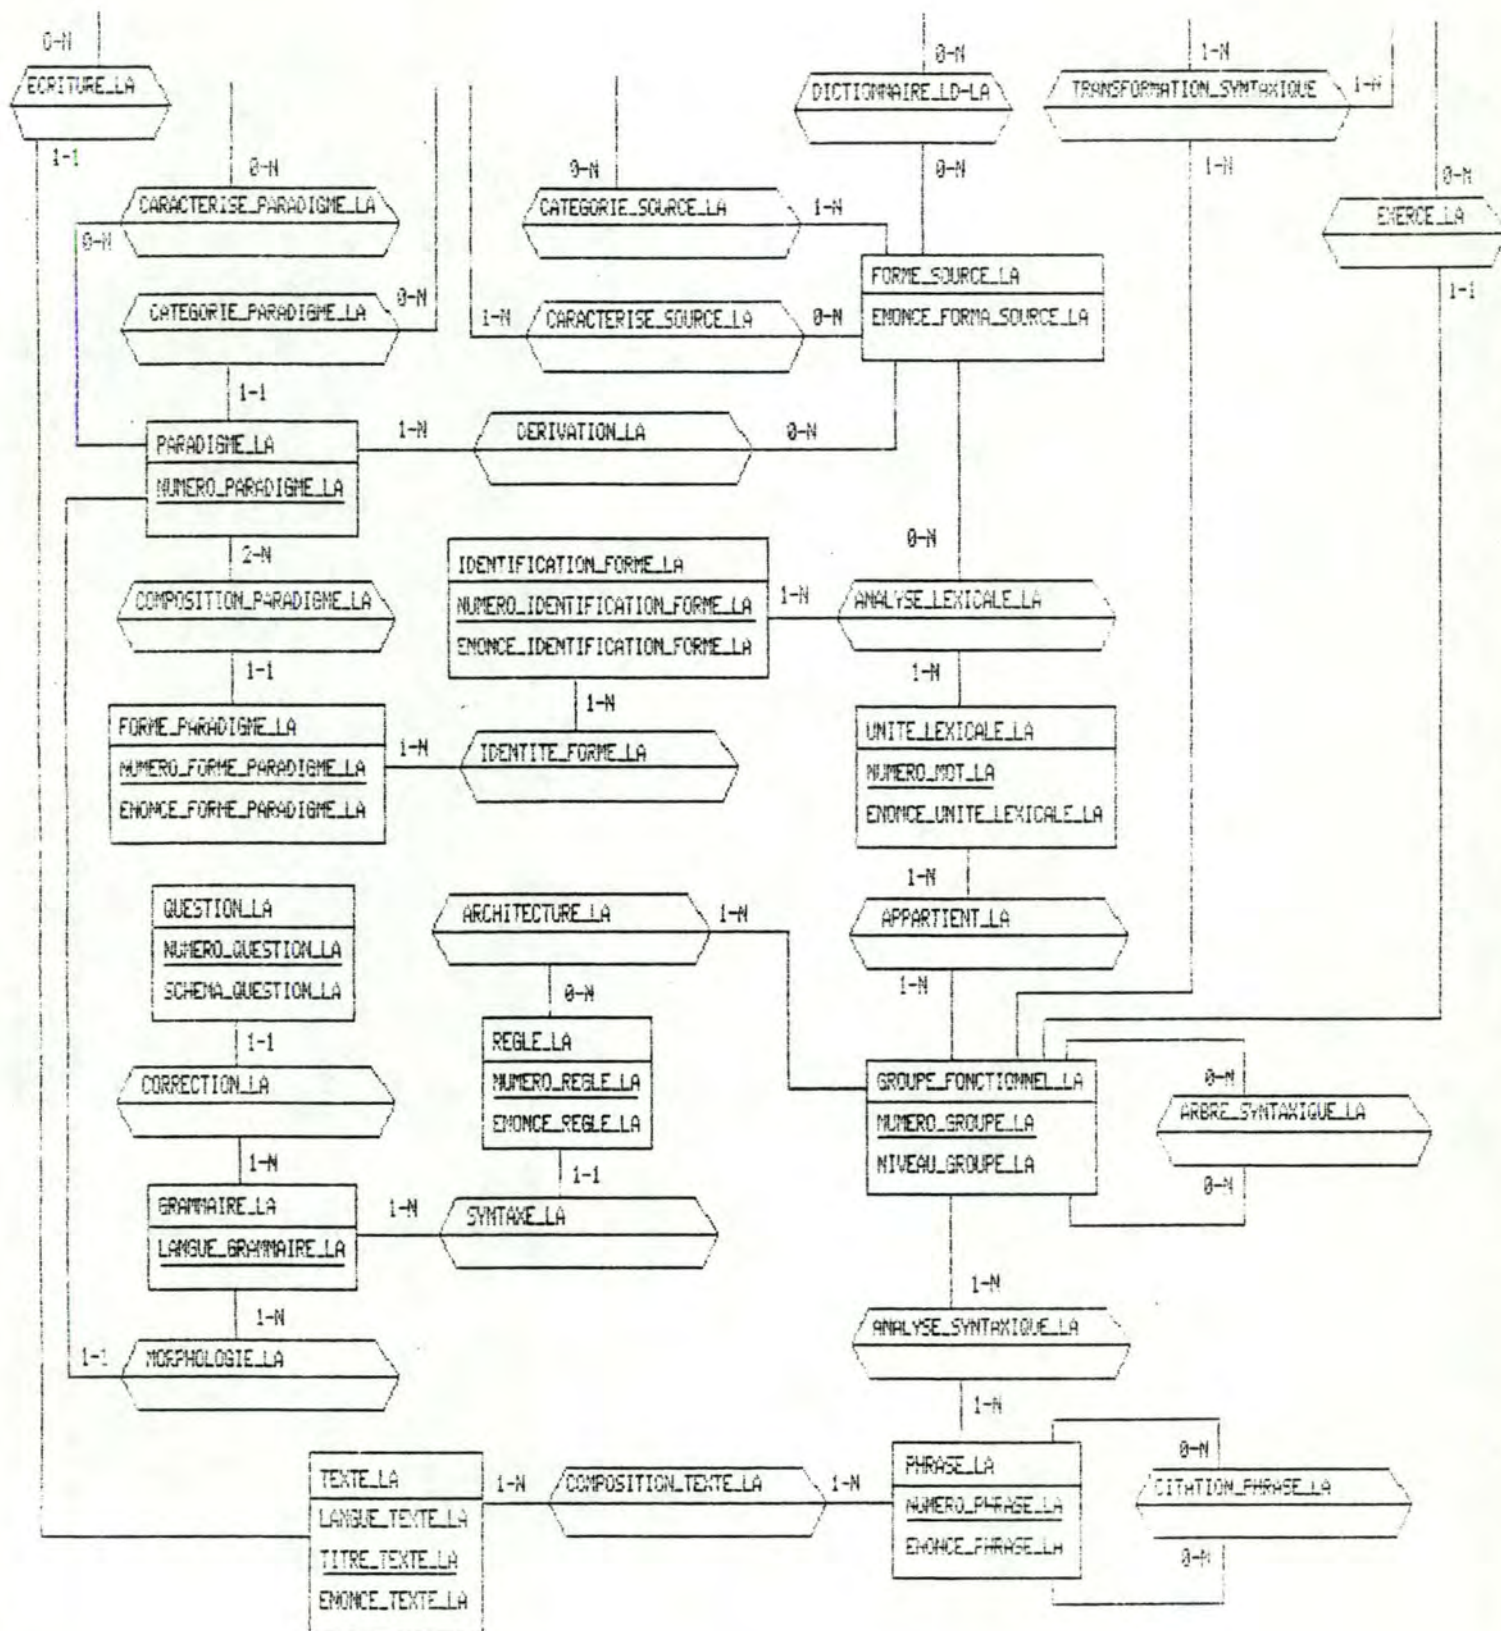 0-N
0-N
1-N
ECRITURE_LA
DICTIONNAIRE_LD-LA
TRANSFORMATION_SYNTAXIQUE
1-N
1-1
0-N
0-N
0-N
1-N
0-N
CARACTERISE_PARADIGME_LA
CATEGORIE_SOURCE_LA
1-N
EXERCE_LA
0-N
FORME_SOURCE_LA
ENONCE_FORMA_SOURCE_LA
1-1
CATEGORIE_PARADIGME_LA
0-N
1-N
CARACTERISE_SOURCE_LA
0-N
1-1
PARADIGME_LA
NUMERO_PARADIGME_LA
1-N
DERIVATION_LA
0-N
2-N
0-N
IDENTIFICATION_FORME_LA
NUMERO_IDENTIFICATION_FORME_LA
ENONCE_IDENTIFICATION_FORME_LA
1-N
ANALYSE_LEXICALE_LA
COMPOSITION_PARADIGME_LA
1-1
1-N
1-N
FORME_PARADIGME_LA
NUMERO_FORME_PARADIGME_LA
ENONCE_FORME_PARADIGME_LA
1-N
IDENTITE_FORME_LA
UNITE_LEXICALE_LA
NUMERO_MOT_LA
ENONCE_UNITE_LEXICALE_LA
1-N
QUESTION_LA
NUMERO_QUESTION_LA
SCHEMA_QUESTION_LA
ARCHITECTURE_LA
1-N
APPARTIENT_LA
1-N
0-N
1-1
REGLE_LA
NUMERO_REGLE_LA
ENONCE_REGLE_LA
CORRECTION_LA
GROUPE_FONCTIONNEL_LA
NUMERO_GROUPE_LA
NIVEAU_GROUPE_LA
0-N
ARBRE_SYNTAXIQUE_LA
0-N
1-N
1-1
GRAMMAIRE_LA
LANGUE_GRAMMAIRE_LA
1-N
SYNTAXE_LA
1-N
1-N
1-1
MORPHOLOGIE_LA
ANALYSE_SYNTAXIQUE_LA
1-N
TEXTE_LA
LANGUE_TEXTE_LA
TITRE_TEXTE_LA
ENONCE_TEXTE_LA
1-N
COMPOSITION_TEXTE_LA
1-N
PHRASE_LA
NUMERO_PHRASE_LA
ENONCE_PHRASE_LA
0-N
CITATION_PHRASE_LA
0-N